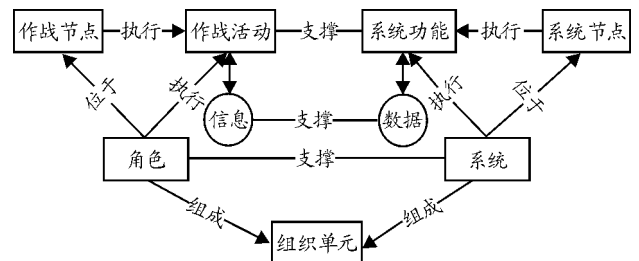 作战节点 执行 作战活动 支撑 系统功能 执行 系统节点
位于 执行 执行 位于
信息 支撑 数据
角色 支撑 系统
组成 组成
组织单元